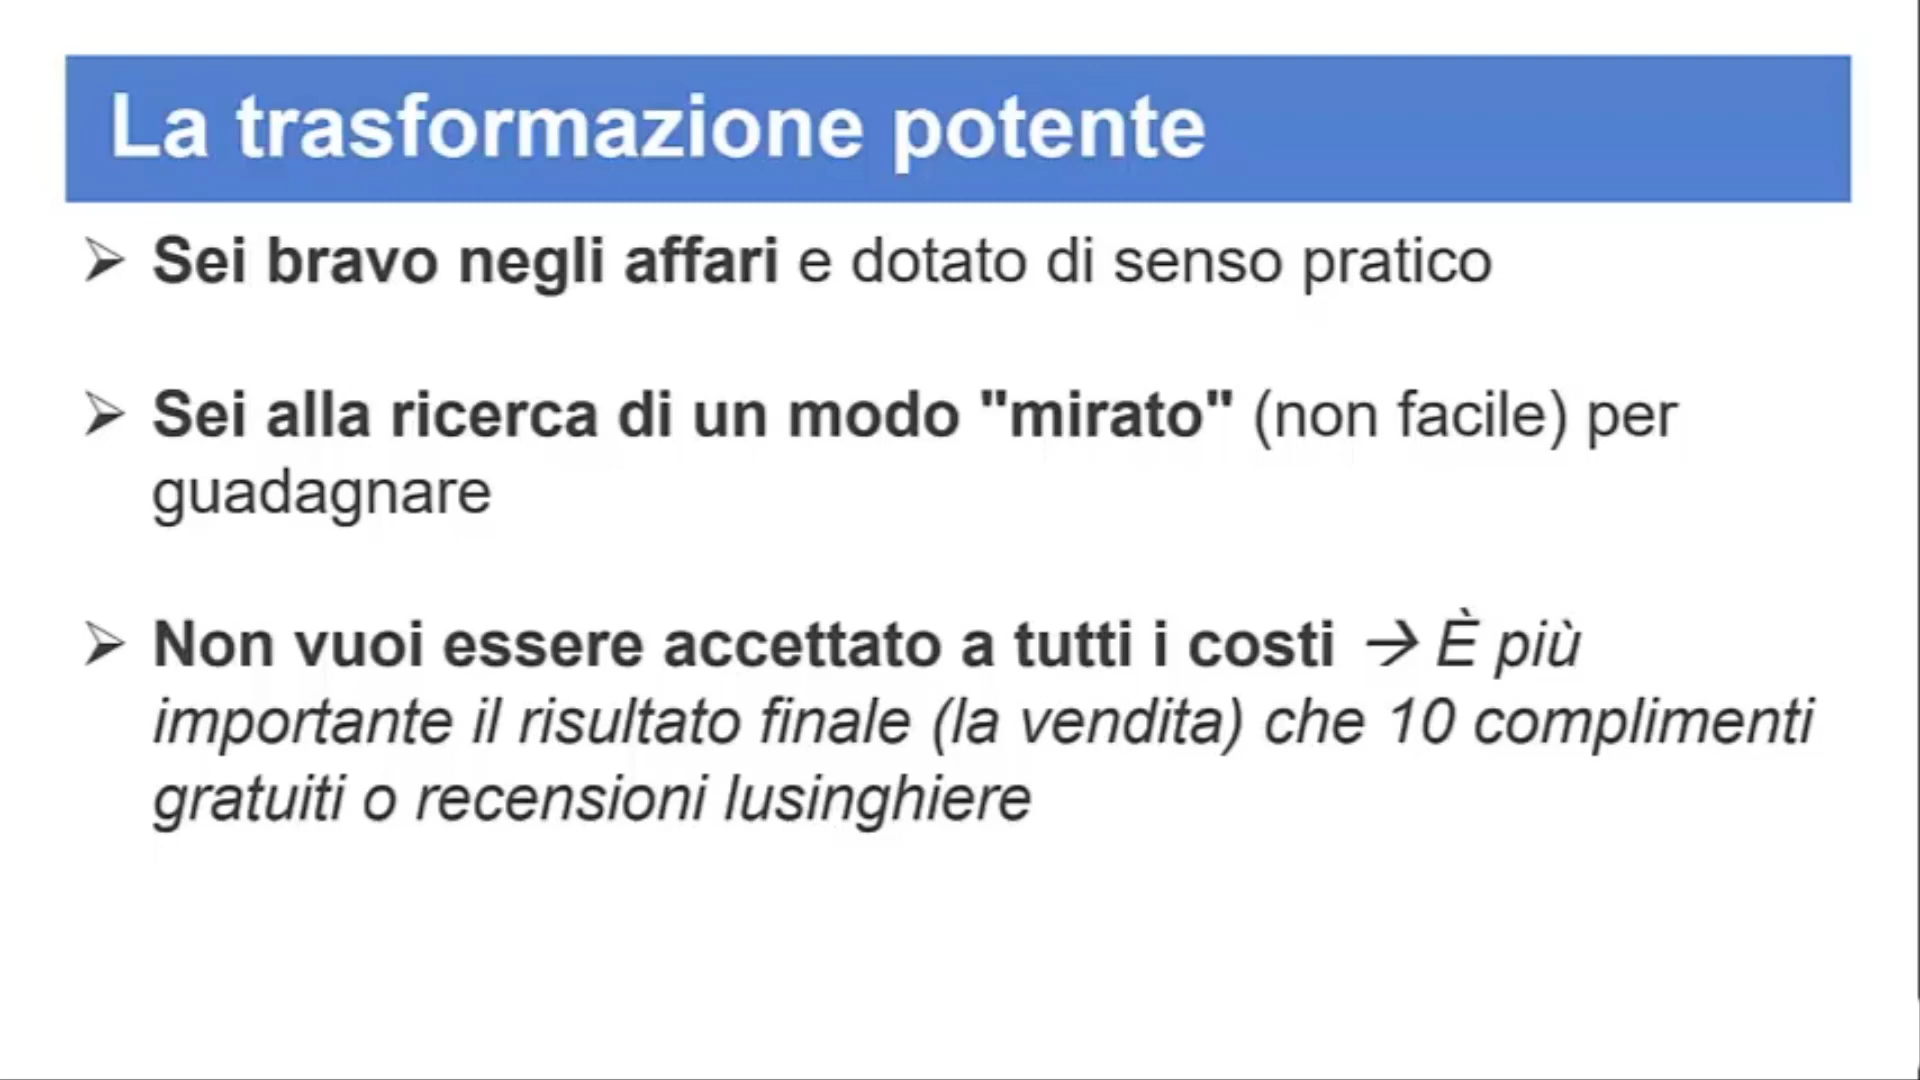 La trasformazione potente
➢ Sei bravo negli affari e dotato di senso pratico
➢ Sei alla ricerca di un modo "mirato" (non facile) per
guadagnare
➢ Non vuoi essere accettato a tutti i costi → È più
importante il risultato finale (la vendita) che 10 complimenti
gratuiti o recensioni lusinghiere